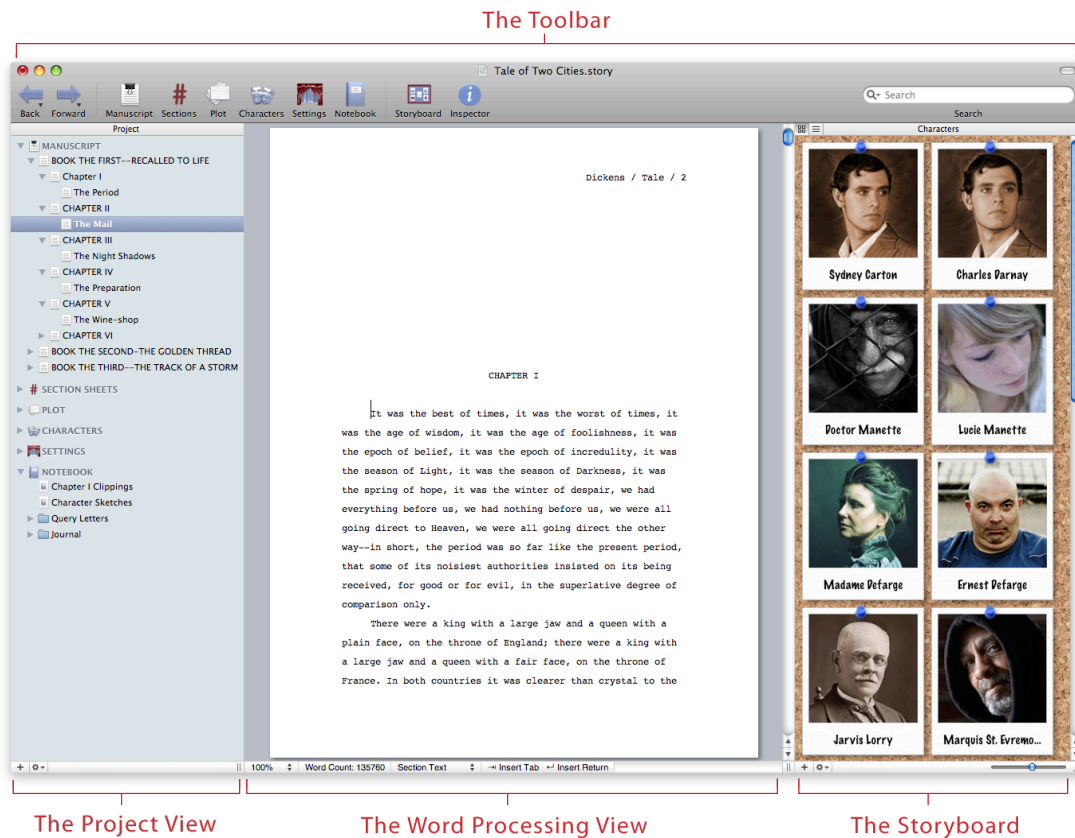 The Toolbar
Tale of Two Cities.story
Back Forward Manuscript Sections Plot Characters Settings Notebook Storyboard Inspector
Search
Search
Project
MANUSCRIPT
BOOK THE FIRST--RECALLED TO LIFE
Chapter I
The Period
CHAPTER II
The Mail
CHAPTER III
The Night Shadows
CHAPTER IV
The Preparation
CHAPTER V
The Wine-shop
CHAPTER VI
BOOK THE SECOND-THE GOLDEN THREAD
BOOK THE THIRD--THE TRACK OF A STORM
# SECTION SHEETS
PLOT
CHARACTERS
SETTINGS
NOTEBOOK
Chapter I Clippings
Character Sketches
Query Letters
Journal
Dickens / Tale / 2
CHAPTER I
It was the best of times, it was the worst of times, it
was the age of wisdom, it was the age of foolishness, it was
the epoch of belief, it was the epoch of incredulity, it was
the season of Light, it was the season of Darkness, it was
the spring of hope, it was the winter of despair, we had
everything before us, we had nothing before us, we were all
going direct to Heaven, we were all going direct the other
way--in short, the period was so far like the present period,
that some of its noisiest authorities insisted on its being
received, for good or for evil, in the superlative degree of
comparison only.
There were a king with a large jaw and a queen with a
plain face, on the throne of England; there were a king with
a large jaw and a queen with a fair face, on the throne of
France. In both countries it was clearer than crystal to the
Characters
Sydney Carton
Charles Darnay
Doctor Manette
Lucie Manette
Madame Defarge
Ernest Defarge
Jarvis Lorry
Marquis St. Evremo...
100% Word Count: 135760 Section Text Insert Tab Insert Return
The Project View
The Word Processing View
The Storyboard